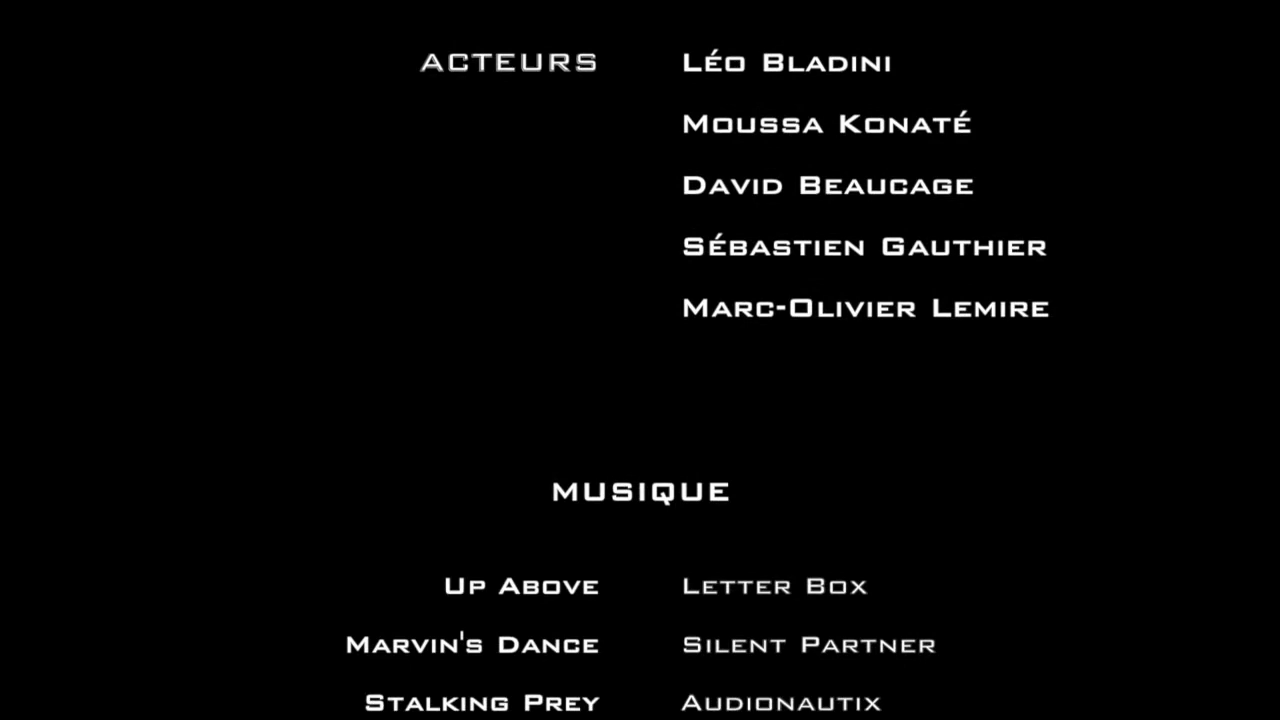 ACTEURS Léo Bladini
Moussa Konaté
David Beaucage
Sébastien Gauthier
Marc-Olivier Lemire
MUSIQUE
Up Above Letter Box
Marvin's Dance Silent Partner
Stalking Prey Audionautix